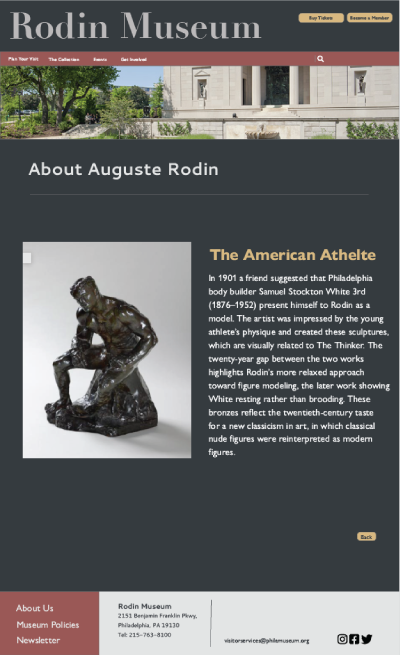 Rodin Museum
Buy Tickets
Become a Member
Plan Your Visit
The Collection
Events
Get Involved
About Auguste Rodin
The American Athelte
In 1901 a friend suggested that Philadelphia
body builder Samuel Stockton White 3rd
(1876–1952) present himself to Rodin as a
model. The artist was impressed by the young
athlete's physique and created these sculptures,
which are visually related to The Thinker. The
twenty-year gap between the two works
highlights Rodin's more relaxed approach
toward figure modeling, the later work showing
White resting rather than brooding. These
bronzes reflect the twentieth-century taste
for a new classicism in art, in which classical
nude figures were reinterpreted as modern
figures.
Back
About Us
Museum Policies
Newsletter
Rodin Museum
2151 Benjamin Franklin Pkwy,
Philadelphia, PA 19130
Tel: 215-763-8100
visitorservices@philamuseum.org